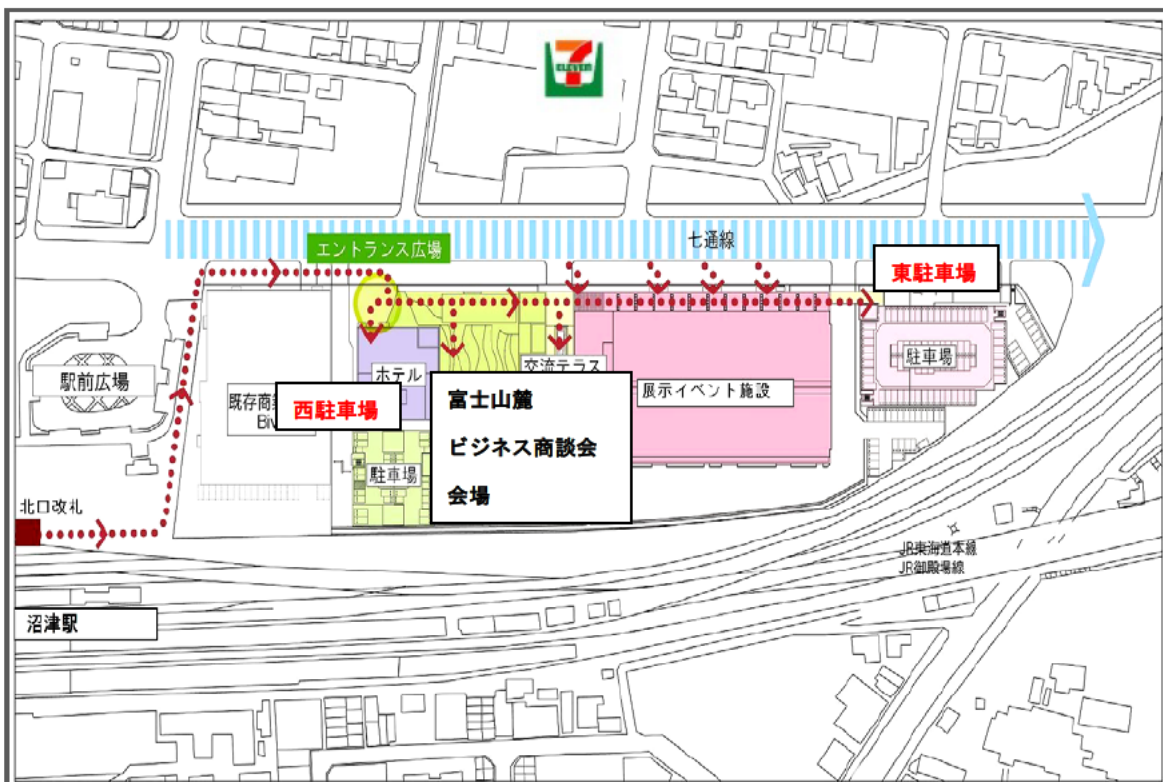 7
ELEVEN
七通線
エントランス広場
東駐車場
駅前広場
ホテル
交流テラス
駐車場
西駐車場
既存商
Biv
富士山麓
ビジネス商談会
会場
展示イベント施設
駐車場
北口改札
JR東海道本線
JR御殿場線
沼津駅